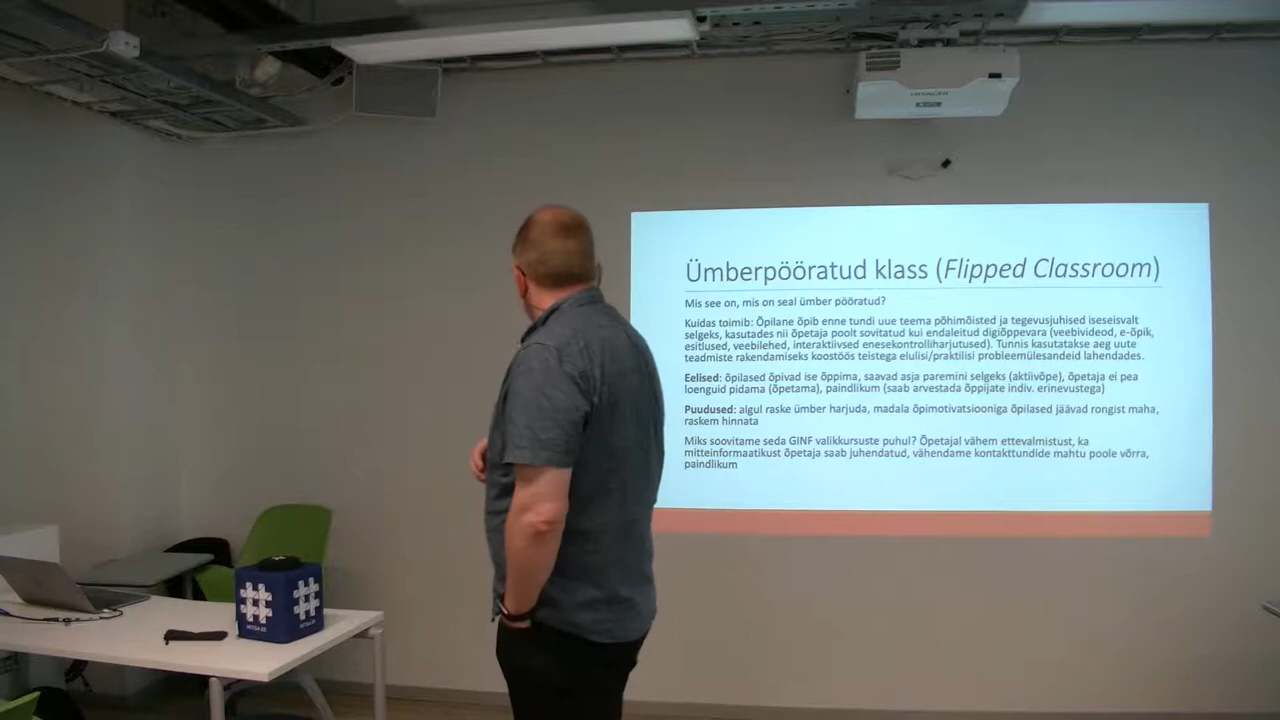 HITACHI
Ümberpööratud klass (Flipped Classroom)
Mis see on, mis on seal ümber pööratud?
Kuidas toimib: Õpilane õpib enne tundi uue teema põhimõisted ja tegevusjuhised iseseisvalt
selgeks, kasutades nii õpetaja poolt sovitatud kui endaleitud digiõppevara (veebivideod, e-õpik,
esitlused, veebilehed, interaktiivsed enesekontrolliharjutused). Tunnis kasutatakse aeg uute
teadmiste rakendamiseks koostöös teistega elulisi/praktilisi probleemülesandeid lahendades.
Eelised: õpilased õpivad ise õppima, saavad asja paremini selgeks (aktiivõpe), õpetaja ei pea
loenguid pidama (õpetama), paindlikum (saab arvestada õppijate indiv. erinevustega)
Puudused: algul raske ümber harjuda, madala õpimotivatsiooniga õpilased jäävad rongist maha,
raskem hinnata
Miks soovitame seda GINF valikkursuste puhul? Õpetajal vähem ettevalmistust, ka
mitteinformaatikust õpetaja saab juhendatud, vähendame kontakttundide mahtu poole võrra,
paindlikum
HITSA.EE
HITSA.EE